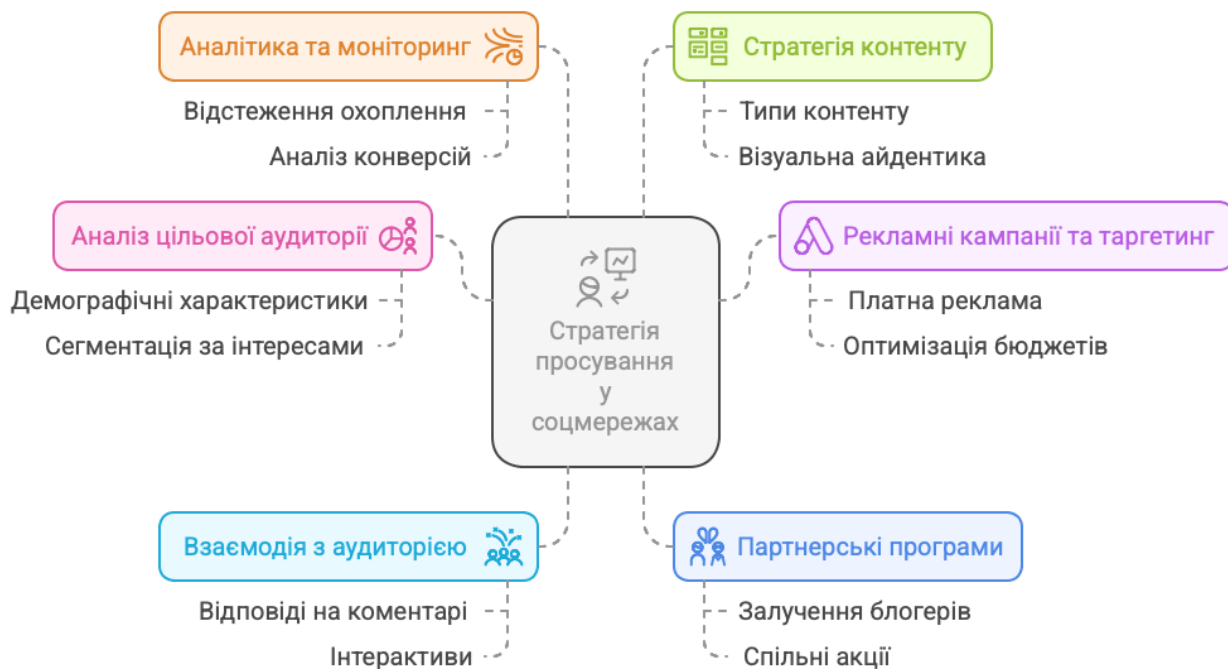 Аналітика та моніторинг
Відстеження охоплення
Аналіз конверсій
Стратегія контенту
Типи контенту
Візуальна айдентика
Аналіз цільової аудиторії
Демографічні характеристики
Сегментація за інтересами
Стратегія
просування
у
соцмережах
Рекламні кампанії та таргетинг
Платна реклама
Оптимізація бюджетів
Взаємодія з аудиторією
Відповіді на коментарі
Інтерактиви
Партнерські програми
Залучення блогерів
Спільні акції